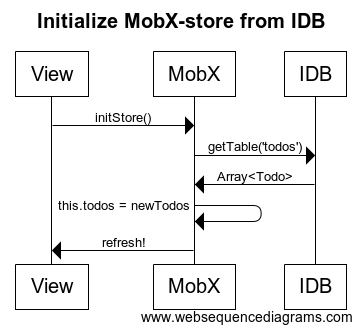 Initialize MobX-store from IDB
View
MobX
IDB
initStore()
getTable('todos')
Array<Todo>
this.todos = newTodos
refresh!
View
MobX
IDB
www.websequencediagrams.com